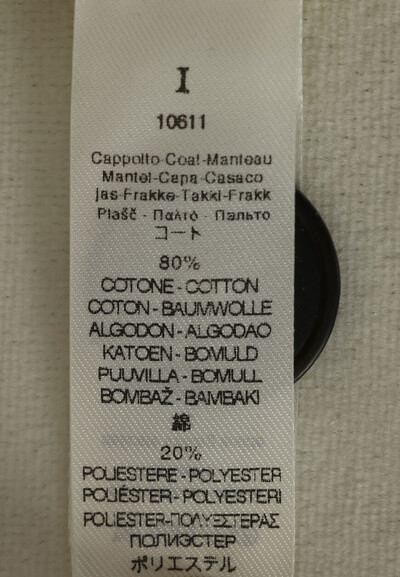 I
10611
Cappotto-Coat-Manteau
Mantel-Capa-Casaco
Jas-Frakke-Takki-Frakk
Plašč - Παλτό - Пальто
コート
80%
COTONE-COTTON
COTON-BAUMWOLLE
ALGODON-ALGODAO
KATOEN-BOMULD
PUUVILLA-BOMULL
BOMBAŽ-BAMBAKI
綿
20%
POLIESTERE-POLYESTER
POLIÉSTER-POLYESTERI
POLIESTER-ΠΟΛΥΕΣΤΕΡΑΣ
ПОЛИЭСТЕР
ポリエステル